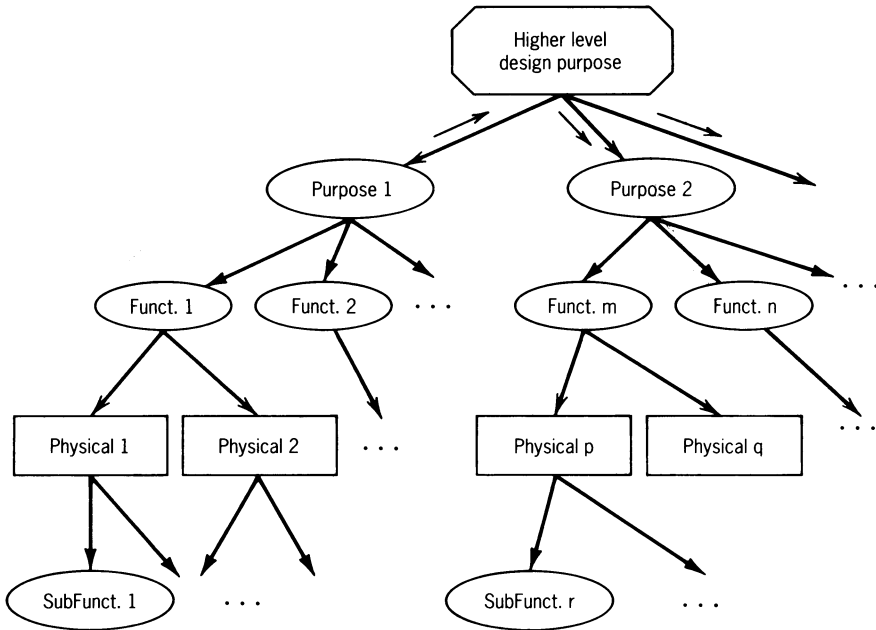 Higher level
design purpose
Purpose 1
Purpose 2
Funct. 1
Funct. 2
. . .
Funct. m
Funct. n
. . .
Physical 1
Physical 2
. . .
Physical p
Physical q
. . .
SubFunct. 1
. . .
SubFunct. r
. . .